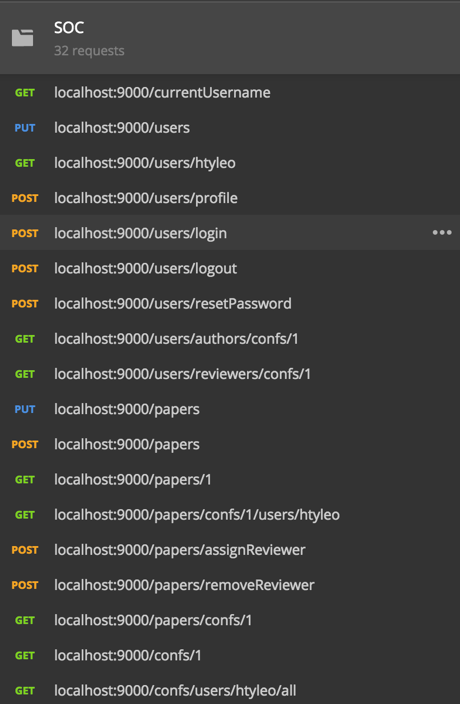 SOC
32 requests
GET localhost:9000/currentUsername
PUT localhost:9000/users
GET localhost:9000/users/htyleo
POST localhost:9000/users/profile
POST localhost:9000/users/login
POST localhost:9000/users/logout
POST localhost:9000/users/resetPassword
GET localhost:9000/users/authors/confs/1
GET localhost:9000/users/reviewers/confs/1
PUT localhost:9000/papers
POST localhost:9000/papers
GET localhost:9000/papers/1
GET localhost:9000/papers/confs/1/users/htyleo
POST localhost:9000/papers/assignReviewer
POST localhost:9000/papers/removeReviewer
GET localhost:9000/papers/confs/1
GET localhost:9000/confs/1
GET localhost:9000/confs/users/htyleo/all